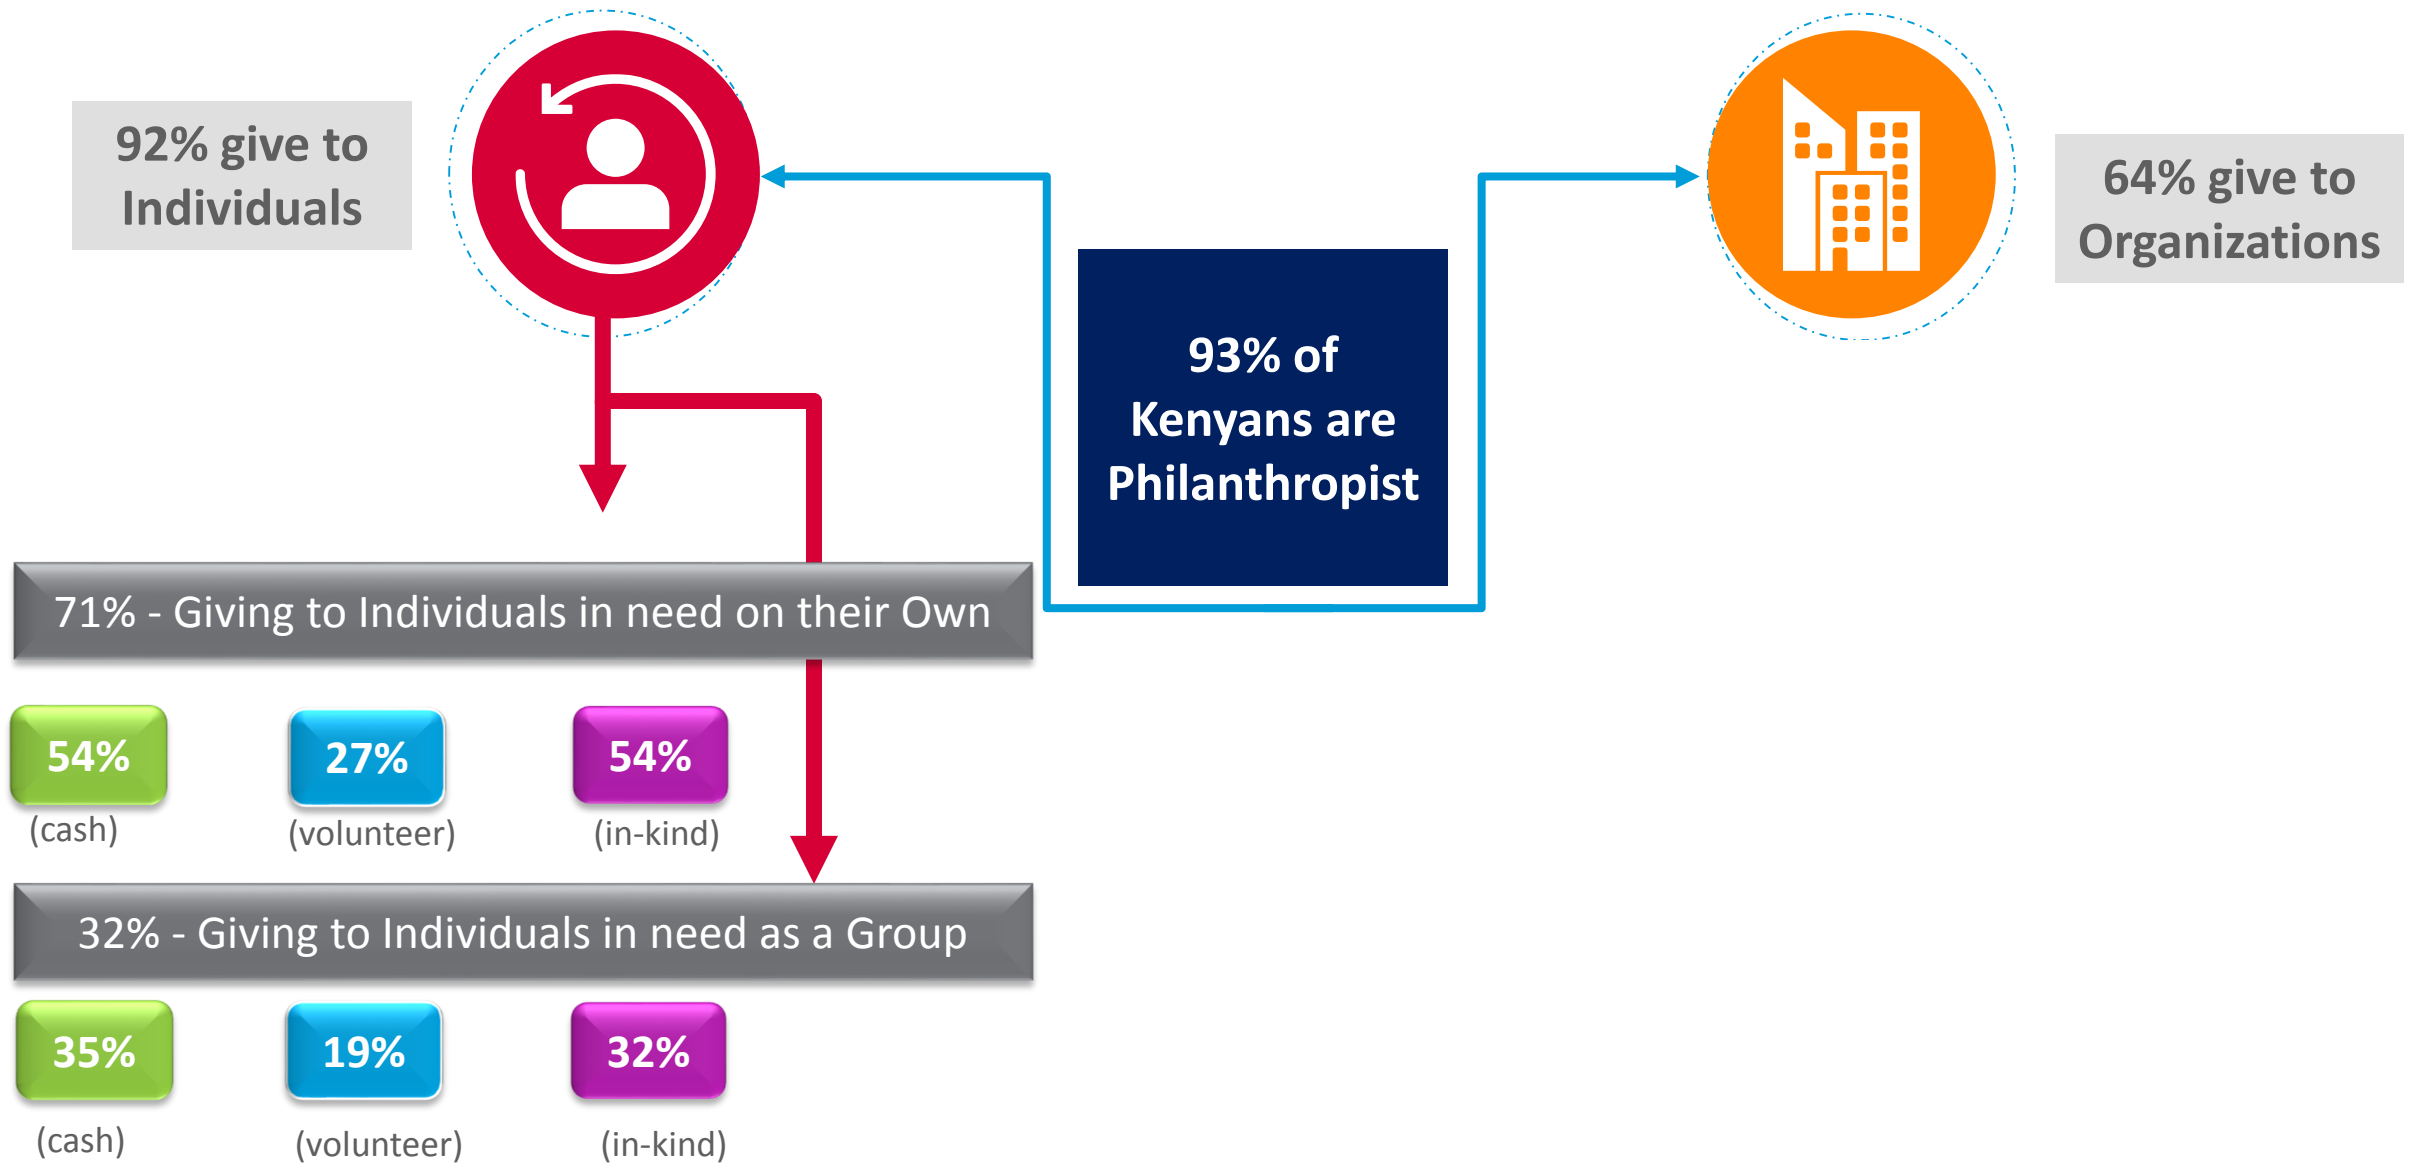 92% give to
Individuals
64% give to
Organizations
93% of
Kenyans are
Philanthropist
71% - Giving to Individuals in need on their Own
54%
27%
54%
(cash)
(volunteer)
(in-kind)
32% - Giving to Individuals in need as a Group
35%
19%
32%
(cash)
(volunteer)
(in-kind)